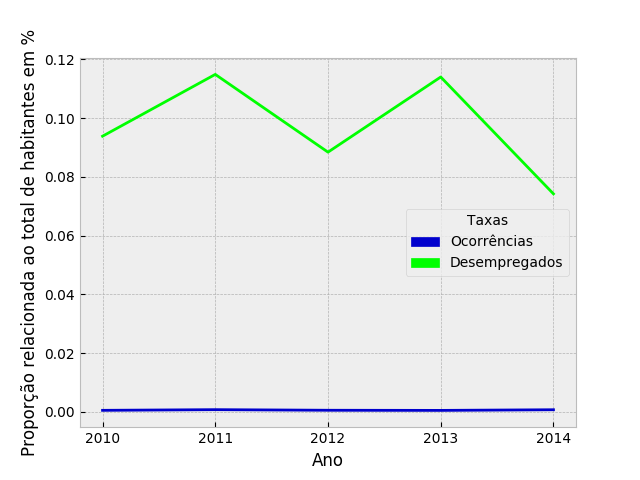 Proporção relacionada ao total de habitantes em %
0.12
0.10
0.08
0.06
0.04
0.02
0.00
Taxas
Ocorrências
Desempregados
2010 2011 2012 2013 2014
Ano